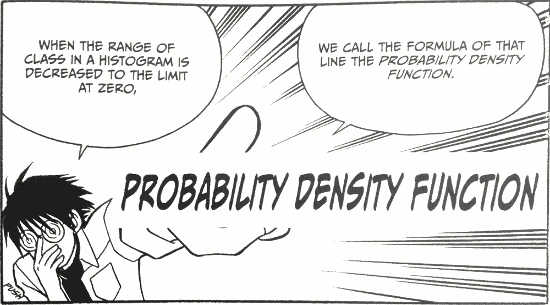 WHEN THE RANGE OF
CLASS IN A HISTOGRAM IS
DECREASED TO THE LIMIT
AT ZERO,
WE CALL THE FORMULA OF THAT
LINE THE PROBABILITY DENSITY
FUNCTION.
PROBABILITY DENSITY FUNCTION
PUSH